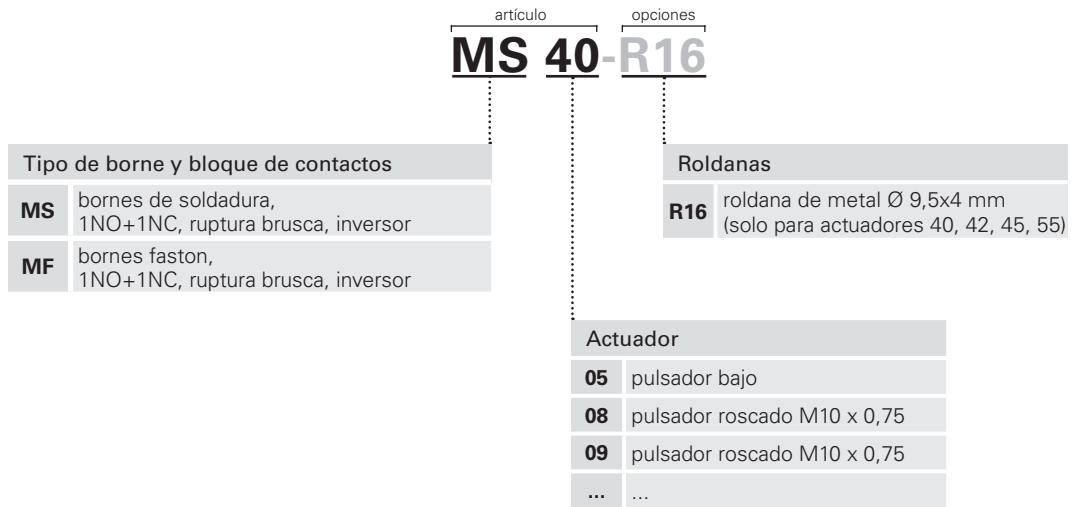 artículo opciones
MS 40-R16
Tipo de borne y bloque de contactos
MS bornes de soldadura,
1NO+1NC, ruptura brusca, inversor
MF bornes faston,
1NO+1NC, ruptura brusca, inversor
Roldanas
R16 roldana de metal Ø 9,5x4 mm
(solo para actuadores 40, 42, 45, 55)
Actuador
05 pulsador bajo
08 pulsador roscado M10 x 0,75
09 pulsador roscado M10 x 0,75
... ...